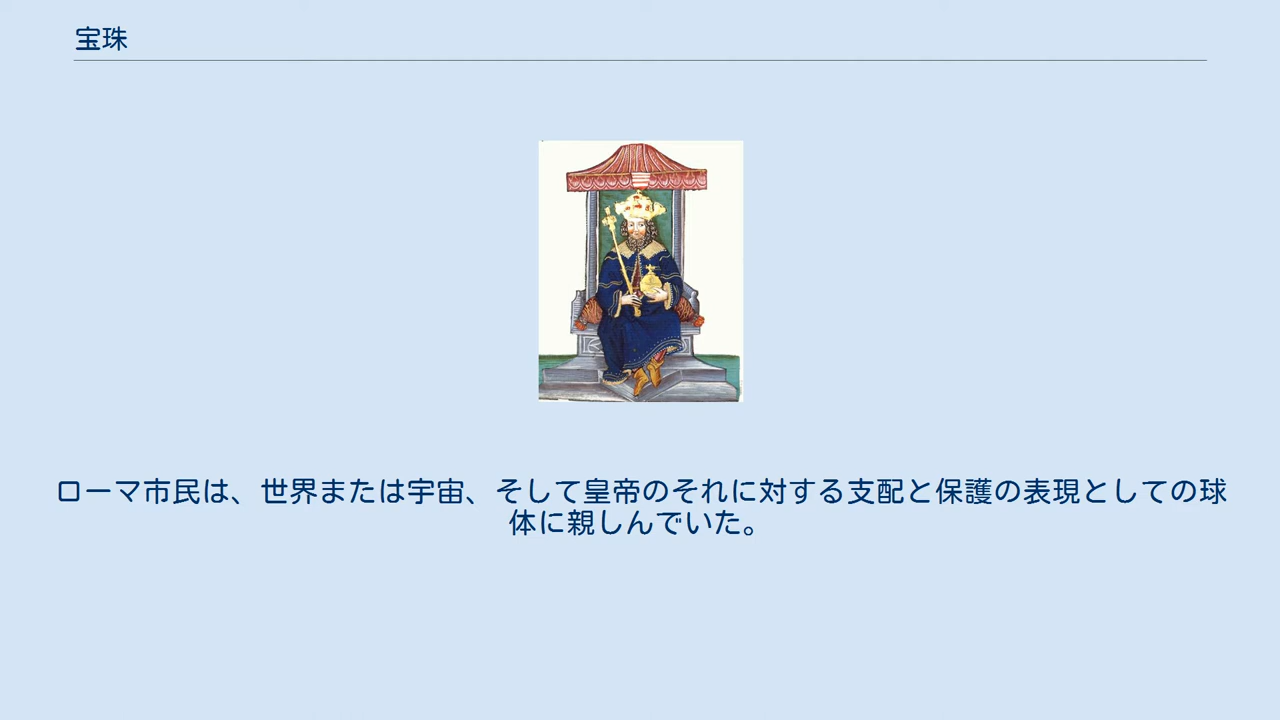 宝珠
ローマ市民は、世界または宇宙、そして皇帝のそれに対する支配と保護の表現としての球
体に親しんでいた。